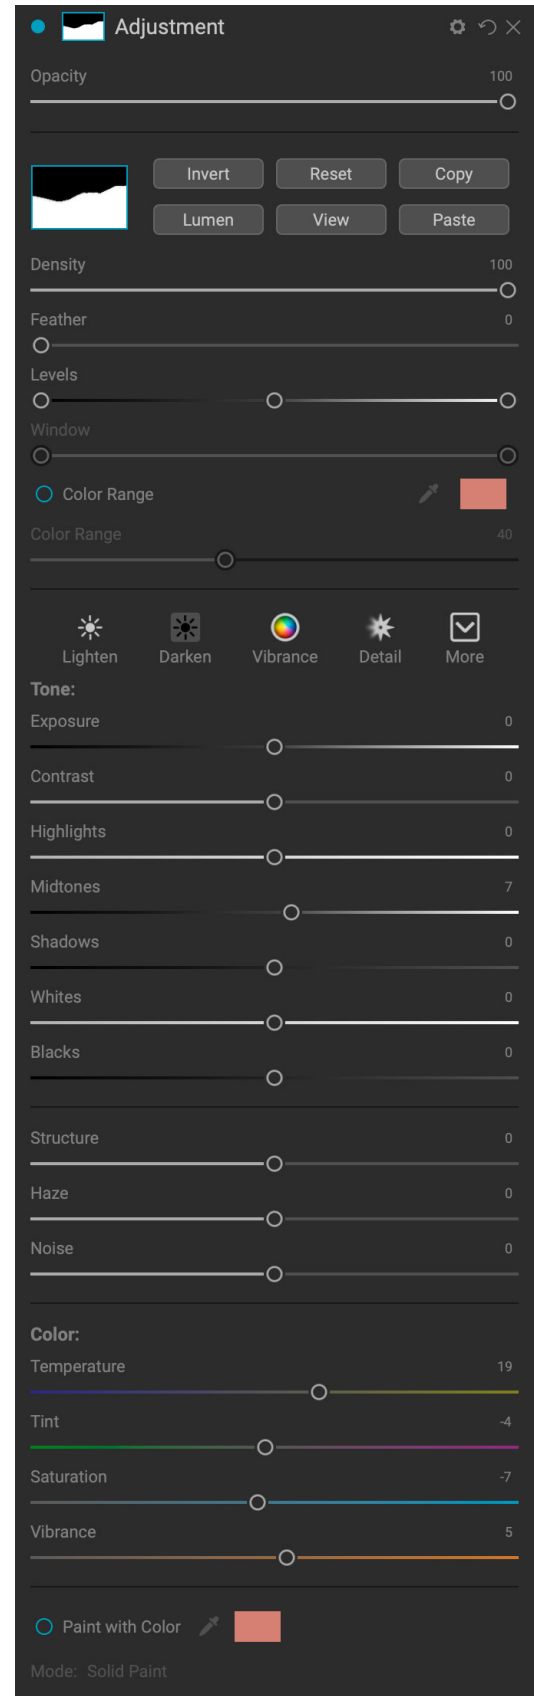 Adjustment
Opacity 100
Invert Reset Copy
Lumen View Paste
Density 100
Feather 0
Levels
Window
Color Range
Color Range 40
Lighten Darken Vibrance Detail More
Tone:
Exposure 0
Contrast 0
Highlights 0
Midtones 7
Shadows 0
Whites 0
Blacks 0
Structure 0
Haze 0
Noise 0
Color:
Temperature 19
Tint -4
Saturation -7
Vibrance 5
Paint with Color
Mode: Solid Paint